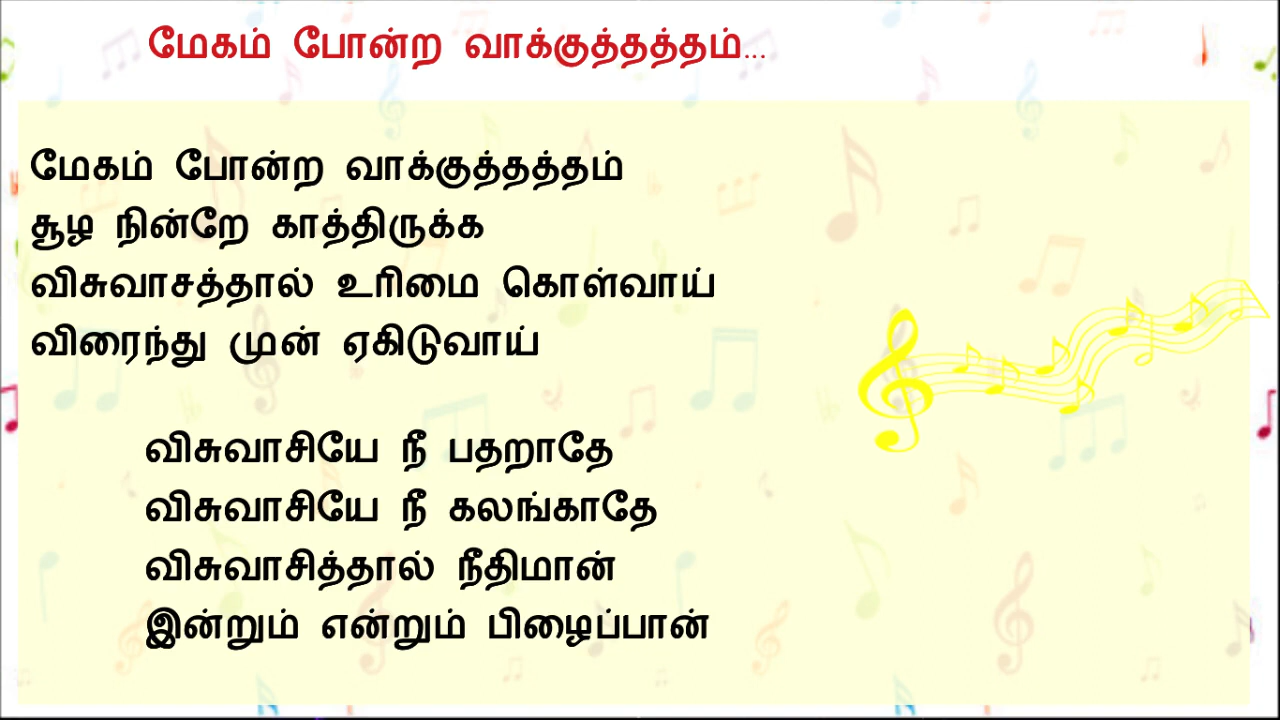 மேகம் போன்ற வாக்குத்தத்தம்...
மேகம் போன்ற வாக்குத்தத்தம்
சூழ நின்றே காத்திருக்க
விசுவாசத்தால் உரிமை கொள்வாய்
விரைந்து முன் ஏகிடுவாய்
விசுவாசியே நீ பதறாதே
விசுவாசியே நீ கலங்காதே
விசுவாசித்தால் நீதிமான்
இன்றும் என்றும் பிழைப்பான்